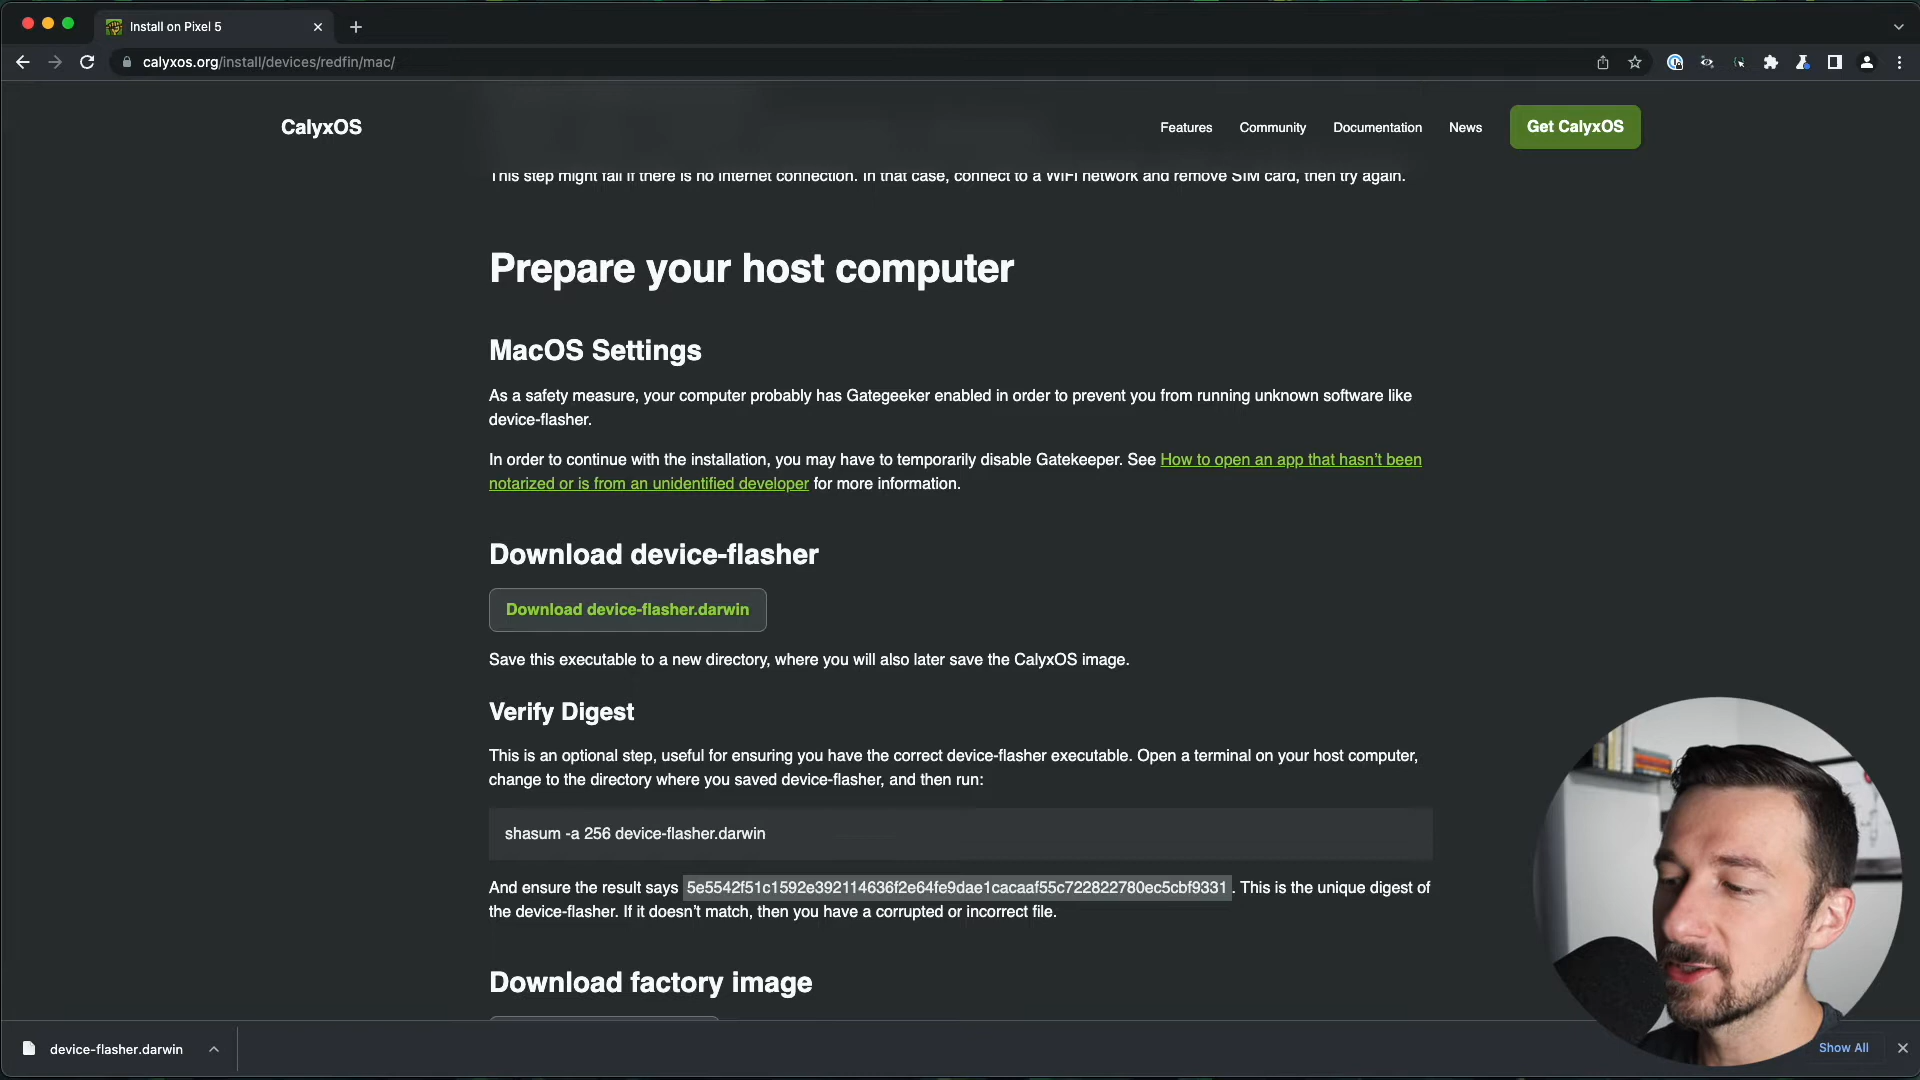 Install on Pixel 5
calyxos.org/install/devices/redfin/mac/
CalyxOS
Features
Community
Documentation
News
Get CalyxOS
This step might fail if there is no internet connection. In that case, connect to a WiFi network and remove SIM card, then try again.
Prepare your host computer
MacOS Settings
As a safety measure, your computer probably has Gategeeker enabled in order to prevent you from running unknown software like
device-flasher.
In order to continue with the installation, you may have to temporarily disable Gatekeeper. See How to open an app that hasn't been
notarized or is from an unidentified developer for more information.
Download device-flasher
Download device-flasher.darwin
Save this executable to a new directory, where you will also later save the CalyxOS image.
Verify Digest
This is an optional step, useful for ensuring you have the correct device-flasher executable. Open a terminal on your host computer,
change to the directory where you saved device-flasher, and then run:
shasum -a 256 device-flasher.darwin
And ensure the result says 5e5542f51c1592e392114636f2e64fe9dae1cacaaf55c722822780ec5cbf9331. This is the unique digest of
the device-flasher. If it doesn't match, then you have a corrupted or incorrect file.
Download factory image
device-flasher.darwin
Show All